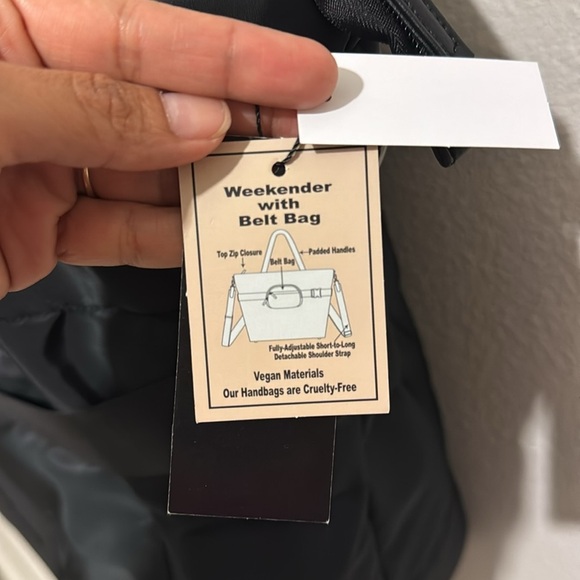 Weekender
with
Belt Bag
Top Zip Closure
Padded Handles
Belt Bag
Fully-Adjustable Short-to-Long
Detachable Shoulder Strap
Vegan Materials
Our Handbags are Cruelty-Free